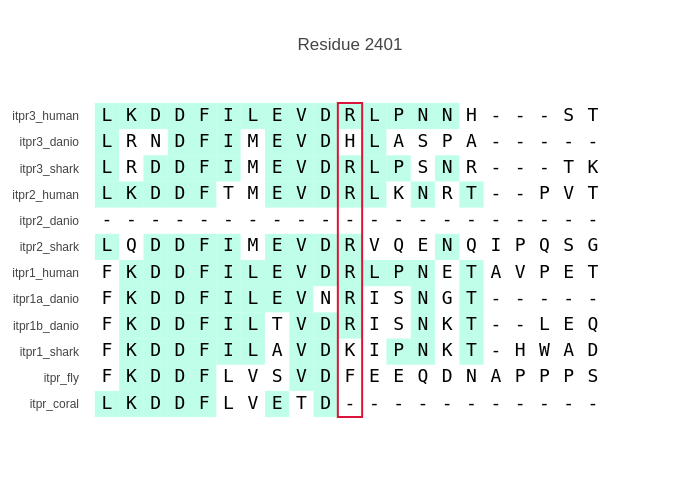 Residue 2401
itpr3_human L K D D F I L E V D R L P N N H - - - S T
itpr3_danio L R N D F I M E V D H L A S P A - - - - -
itpr3_shark L R D D F I M E V D R L P S N R - - - T K
itpr2_human L K D D F T M E V D R L K N R T - - P V T
itpr2_danio - - - - - - - - - - - - - - - - - - - - -
itpr2_shark L Q D D F I M E V D R V Q E N Q I P Q S G
itpr1_human F K D D F I L E V D R L P N E T A V P E T
itpr1a_danio F K D D F I L E V N R I S N G T - - - - -
itpr1b_danio F K D D F I L T V D R I S N K T - - L E Q
itpr1_shark F K D D F I L A V D K I P N K T - H W A D
itpr_fly F K D D F L V S V D F E E Q D N A P P P S
itpr_coral L K D D F L V E T D - - - - - - - - - - -